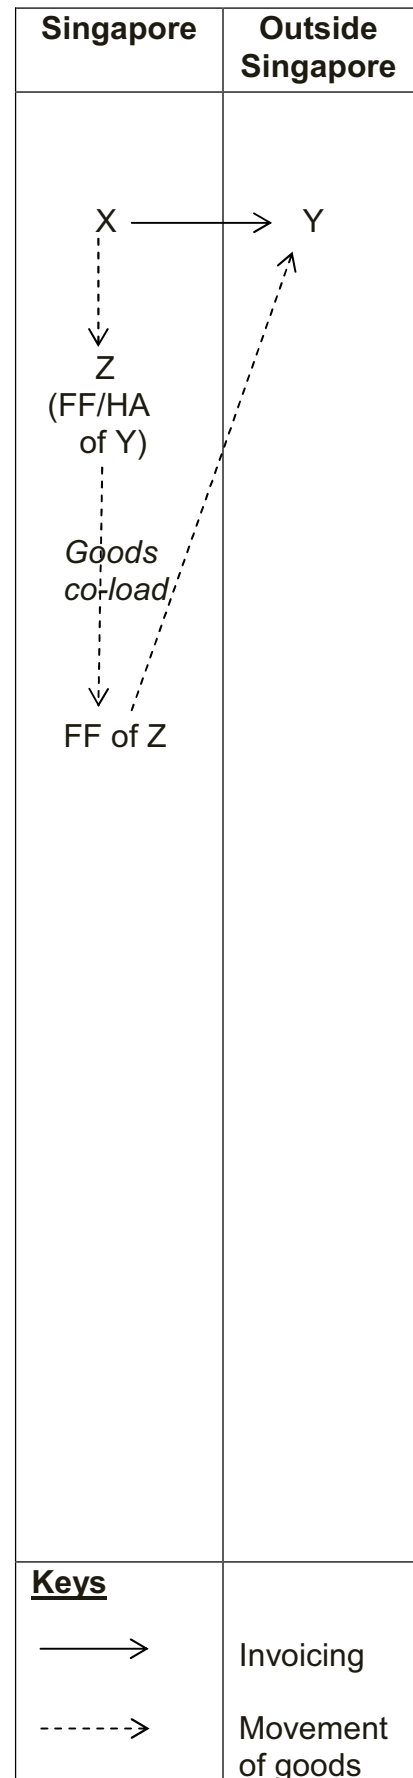 Singapore
Outside
Singapore
X
Y
Z
(FF/HA
of Y)
Goods
co-load
FF of Z
Keys
Invoicing
Movement
of goods